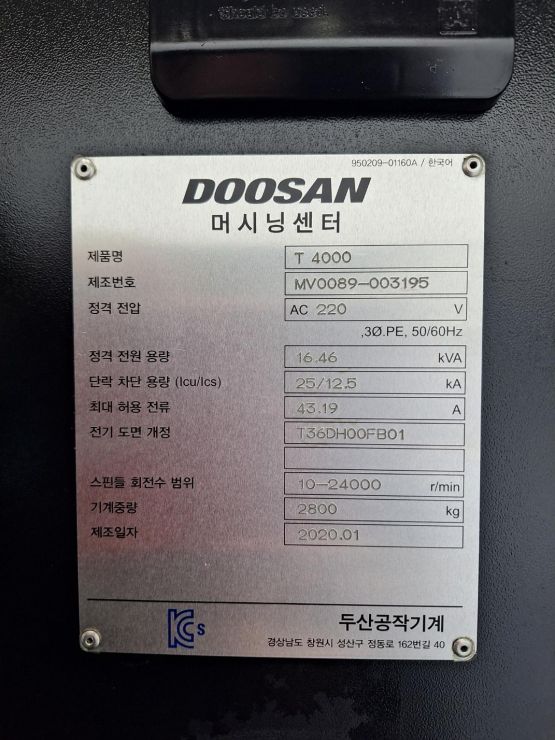 should be used.
950209-01160A / 한국어
DOOSAN
머시닝센터
제품명 T 4000
제조번호 MV0089-003195
정격 전압 AC 220 V
,3Ø.PE, 50/60Hz
정격 전원 용량 16.46 kVA
단락 차단 용량 (Icu/Ics) 25/12.5 kA
최대 허용 전류 43.19 A
전기 도면 개정 T36DH00FB01
스핀들 회전수 범위 10-24000 r/min
기계중량 2800 kg
제조일자 2020.01
KCs
두산공작기계
경상남도 창원시 성산구 정동로 162번길 40